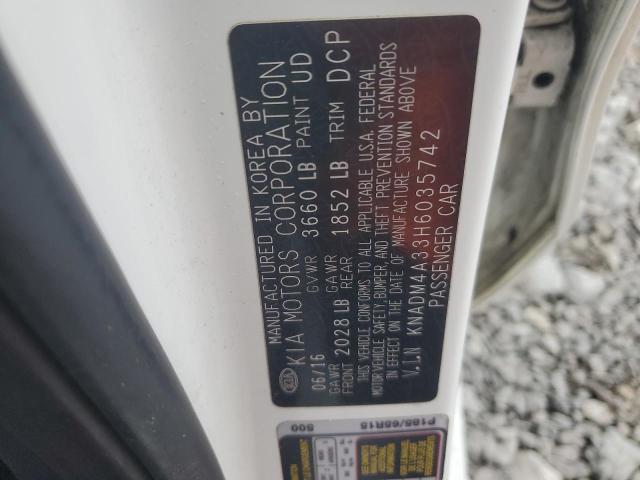 MANUFACTURED IN KOREA BY
KIA MOTORS CORPORATION
06/16 GVWR 3660 LB PAINT UD
GAWR FRONT 2028 LB GAWR REAR 1852 LB TRIM DCP
THIS VEHICLE CONFORMS TO ALL APPLICABLE U.S.A. FEDERAL
MOTOR VEHICLE SAFETY, BUMPER, AND THEFT PREVENTION STANDARDS
IN EFFECT ON THE DATE OF MANUFACTURE SHOWN ABOVE
V.I.N KNADM4A33H6035742
PASSENGER CAR
KIA
P185/65R15
500